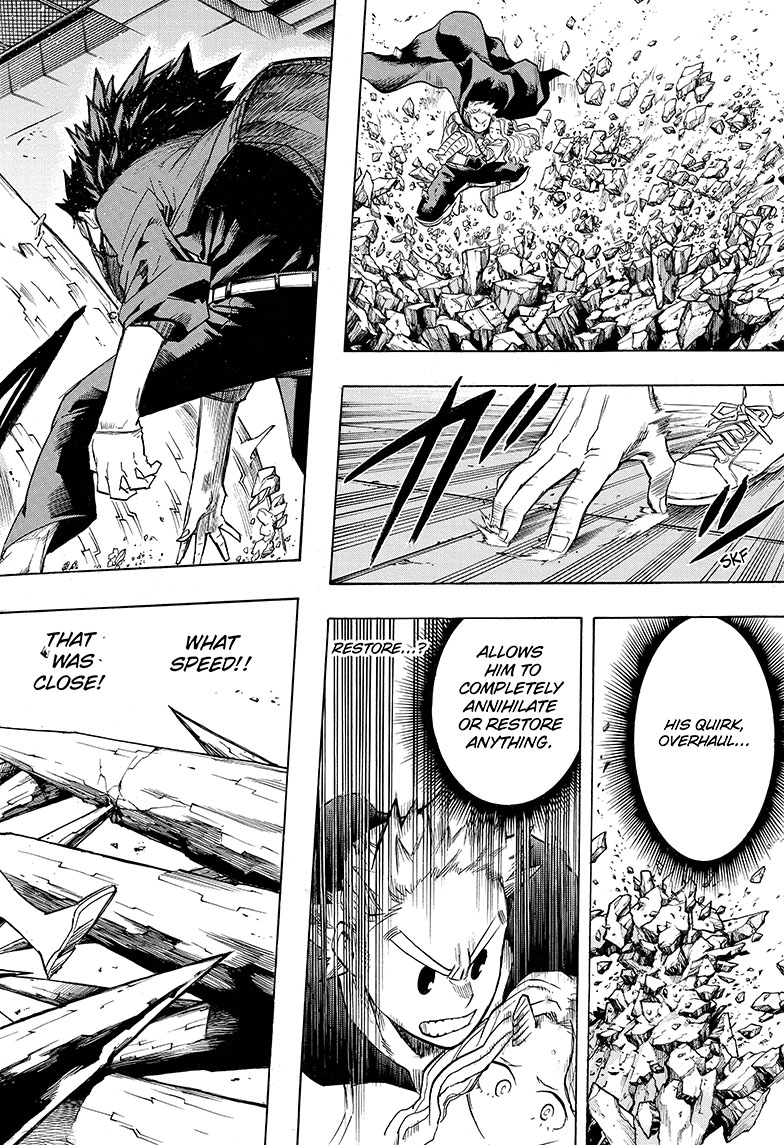 SKF
HIS QUIRK,
OVERHAUL...
ALLOWS
HIM TO
COMPLETELY
ANNIHILATE
OR RESTORE
ANYTHING.
RESTORE...?
WHAT
SPEED!!
THAT
WAS
CLOSE!